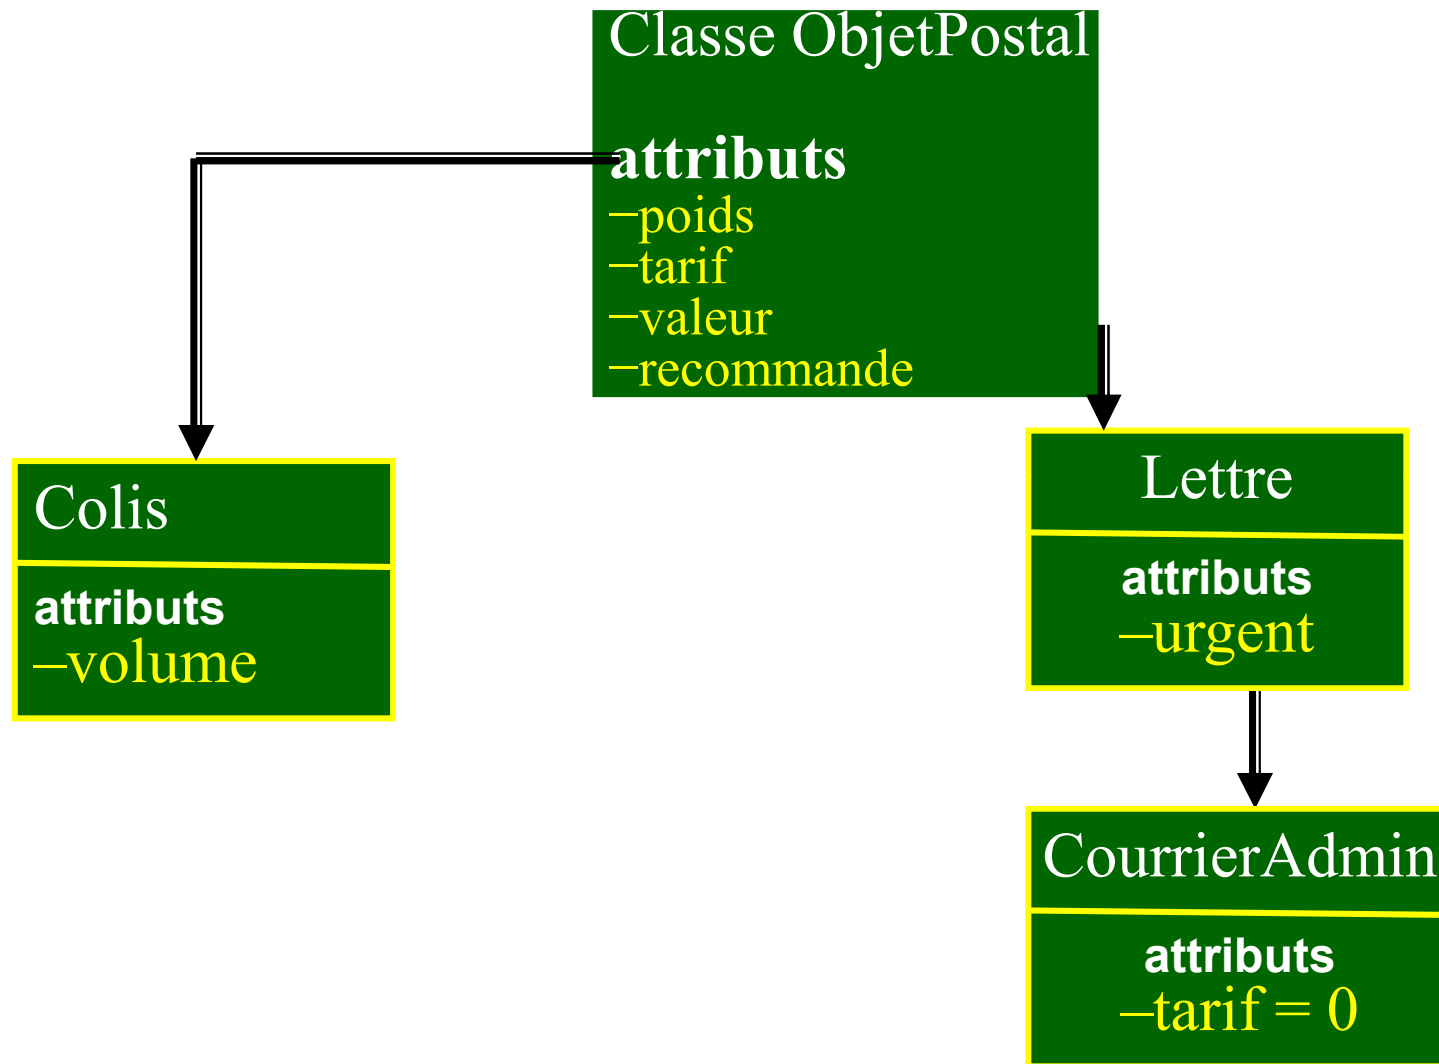 Classe ObjetPostal
attributs
–poids
–tarif
–valeur
–recommande
Colis
attributs
–volume
Lettre
attributs
–urgent
CourrierAdmin
attributs
–tarif = 0